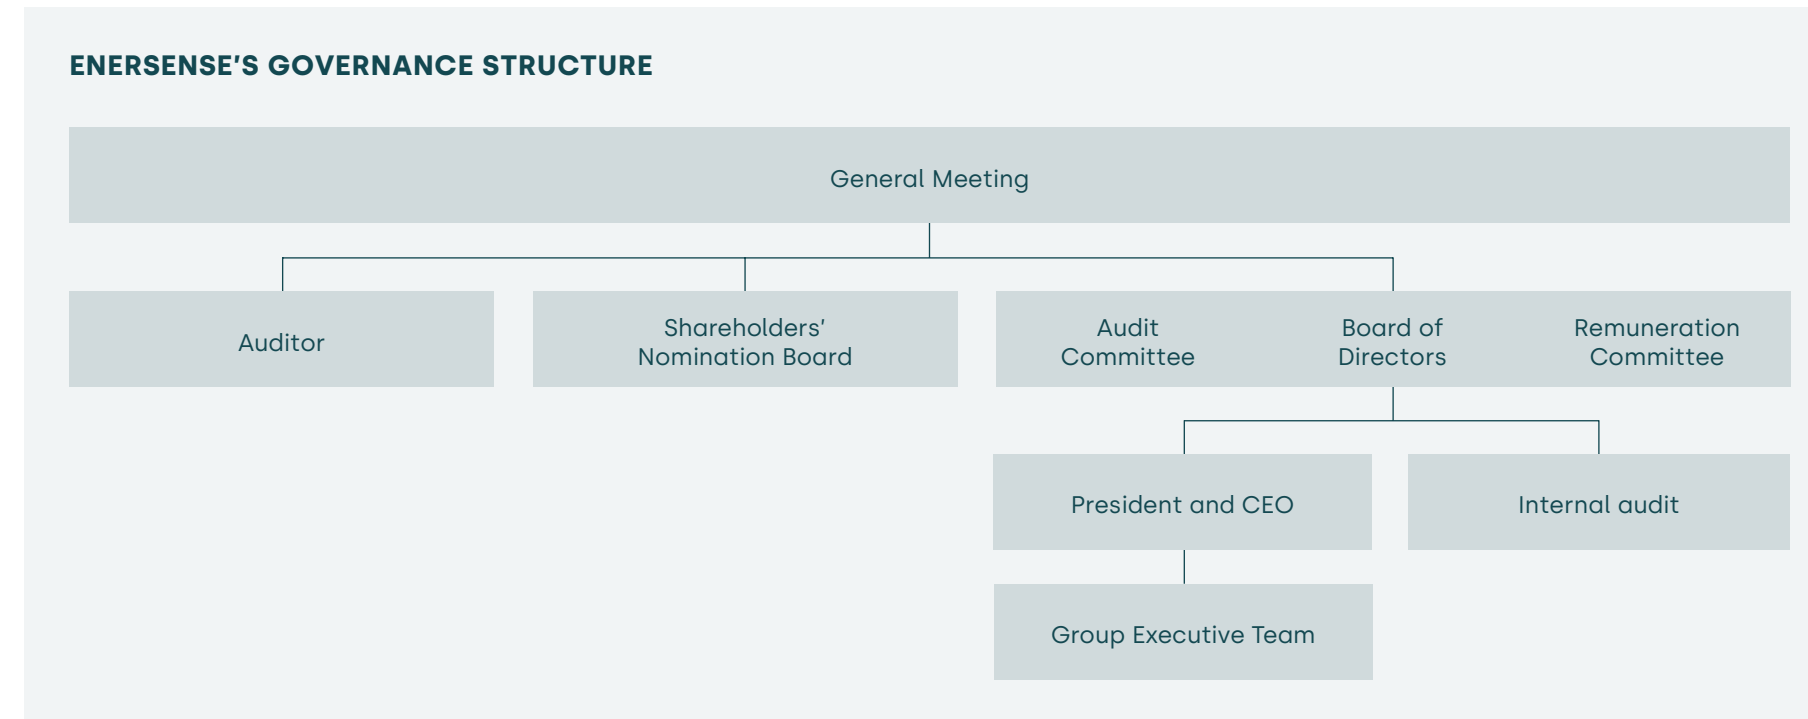 ENERSENSE’S GOVERNANCE STRUCTURE
General Meeting
Auditor
Shareholders’
Nomination Board
Audit
Committee
Board of
Directors
Remuneration
Committee
President and CEO
Internal audit
Group Executive Team